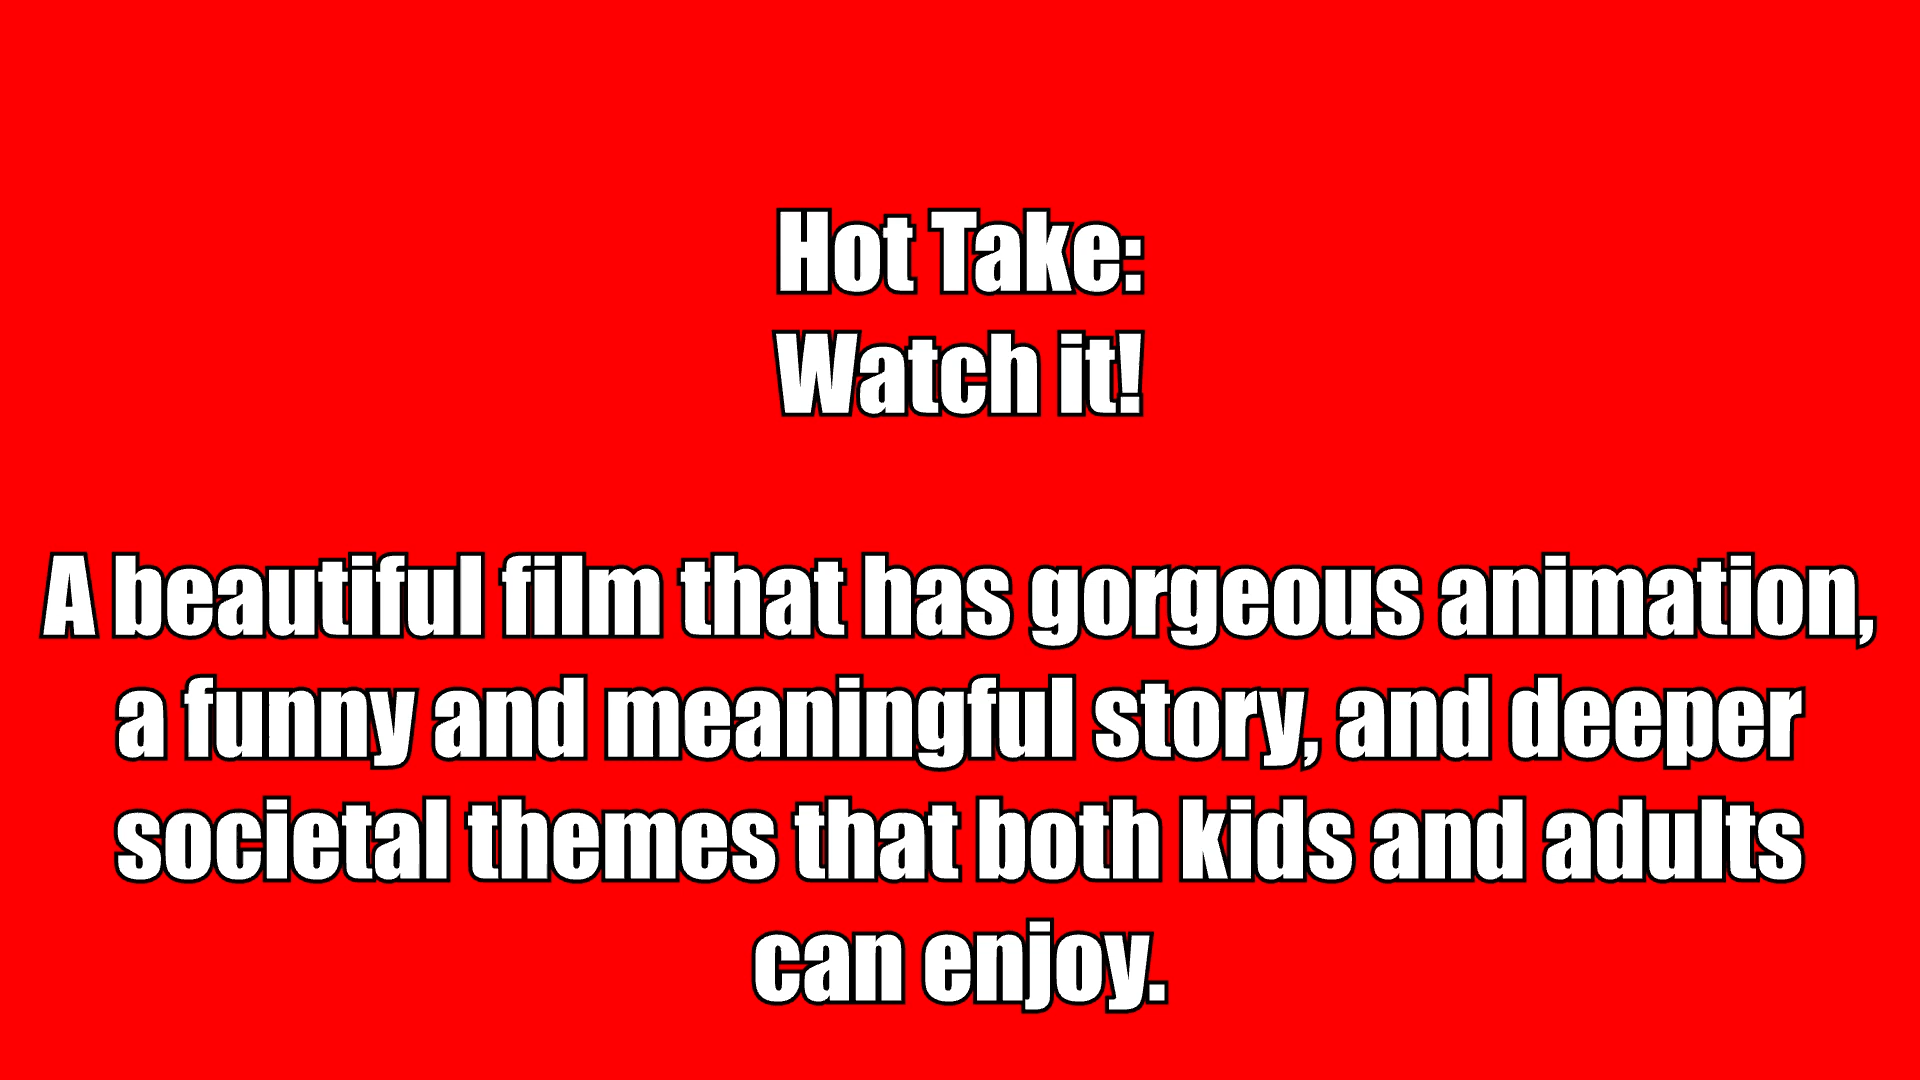 Hot Take:
Watch it!
A beautiful film that has gorgeous animation,
a funny and meaningful story, and deeper
societal themes that both kids and adults
can enjoy.